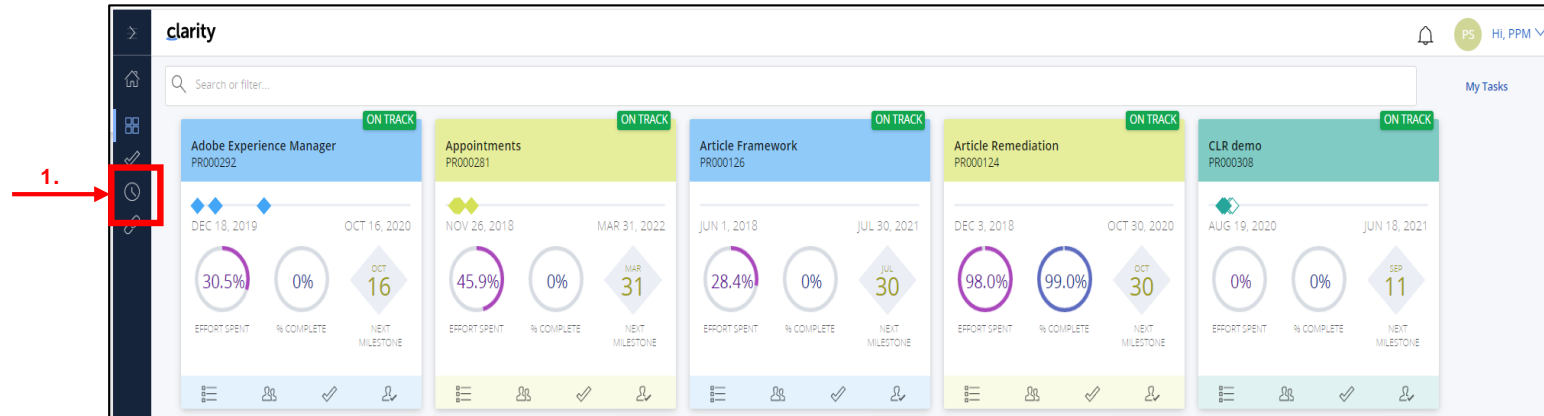 clarity
PS Hi, PPM
Search or filter...
My Tasks
1.
ON TRACK
Adobe Experience Manager
PR000292
DEC 18, 2019 OCT 16, 2020
30.5% 0% OCT 16
EFFORT SPENT % COMPLETE NEXT MILESTONE
ON TRACK
Appointments
PR000281
NOV 26, 2018 MAR 31, 2022
45.9% 0% MAR 31
EFFORT SPENT % COMPLETE NEXT MILESTONE
ON TRACK
Article Framework
PR000126
JUN 1, 2018 JUL 30, 2021
28.4% 0% JUL 30
EFFORT SPENT % COMPLETE NEXT MILESTONE
ON TRACK
Article Remediation
PR000124
DEC 3, 2018 OCT 30, 2020
98.0% 99.0% OCT 30
EFFORT SPENT % COMPLETE NEXT MILESTONE
ON TRACK
CLR demo
PR000308
AUG 19, 2020 JUN 18, 2021
0% 0% SEP 11
EFFORT SPENT % COMPLETE NEXT MILESTONE